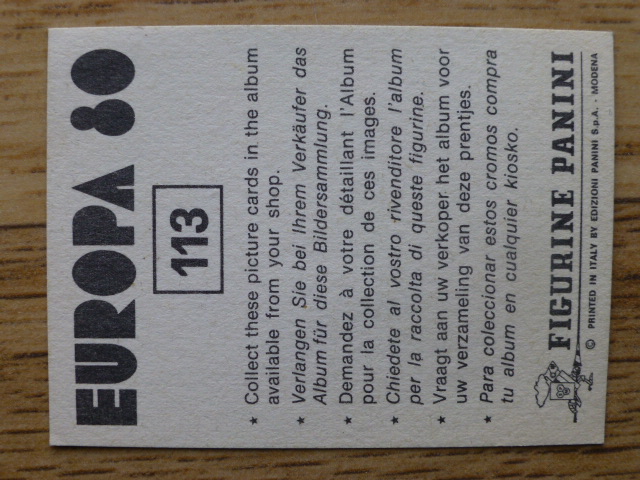 EUROPA 80
113
★ Collect these picture cards in the album
available from your shop.
★ Verlangen Sie bei Ihrem Verkäufer das
Album für diese Bildersammlung.
★ Demandez à votre détaillant l'Album
pour la collection de ces images.
★ Chiedete al vostro rivenditore l'album
per la raccolta di queste figurine.
★ Vraagt aan uw verkoper het album voor
uw verzameling van deze prentjes.
★ Para coleccionar estos cromos compra
tu album en cualquier kiosko.
FIGURINE PANINI
© PRINTED IN ITALY BY EDIZIONI PANINI S.p.A. - MODENA